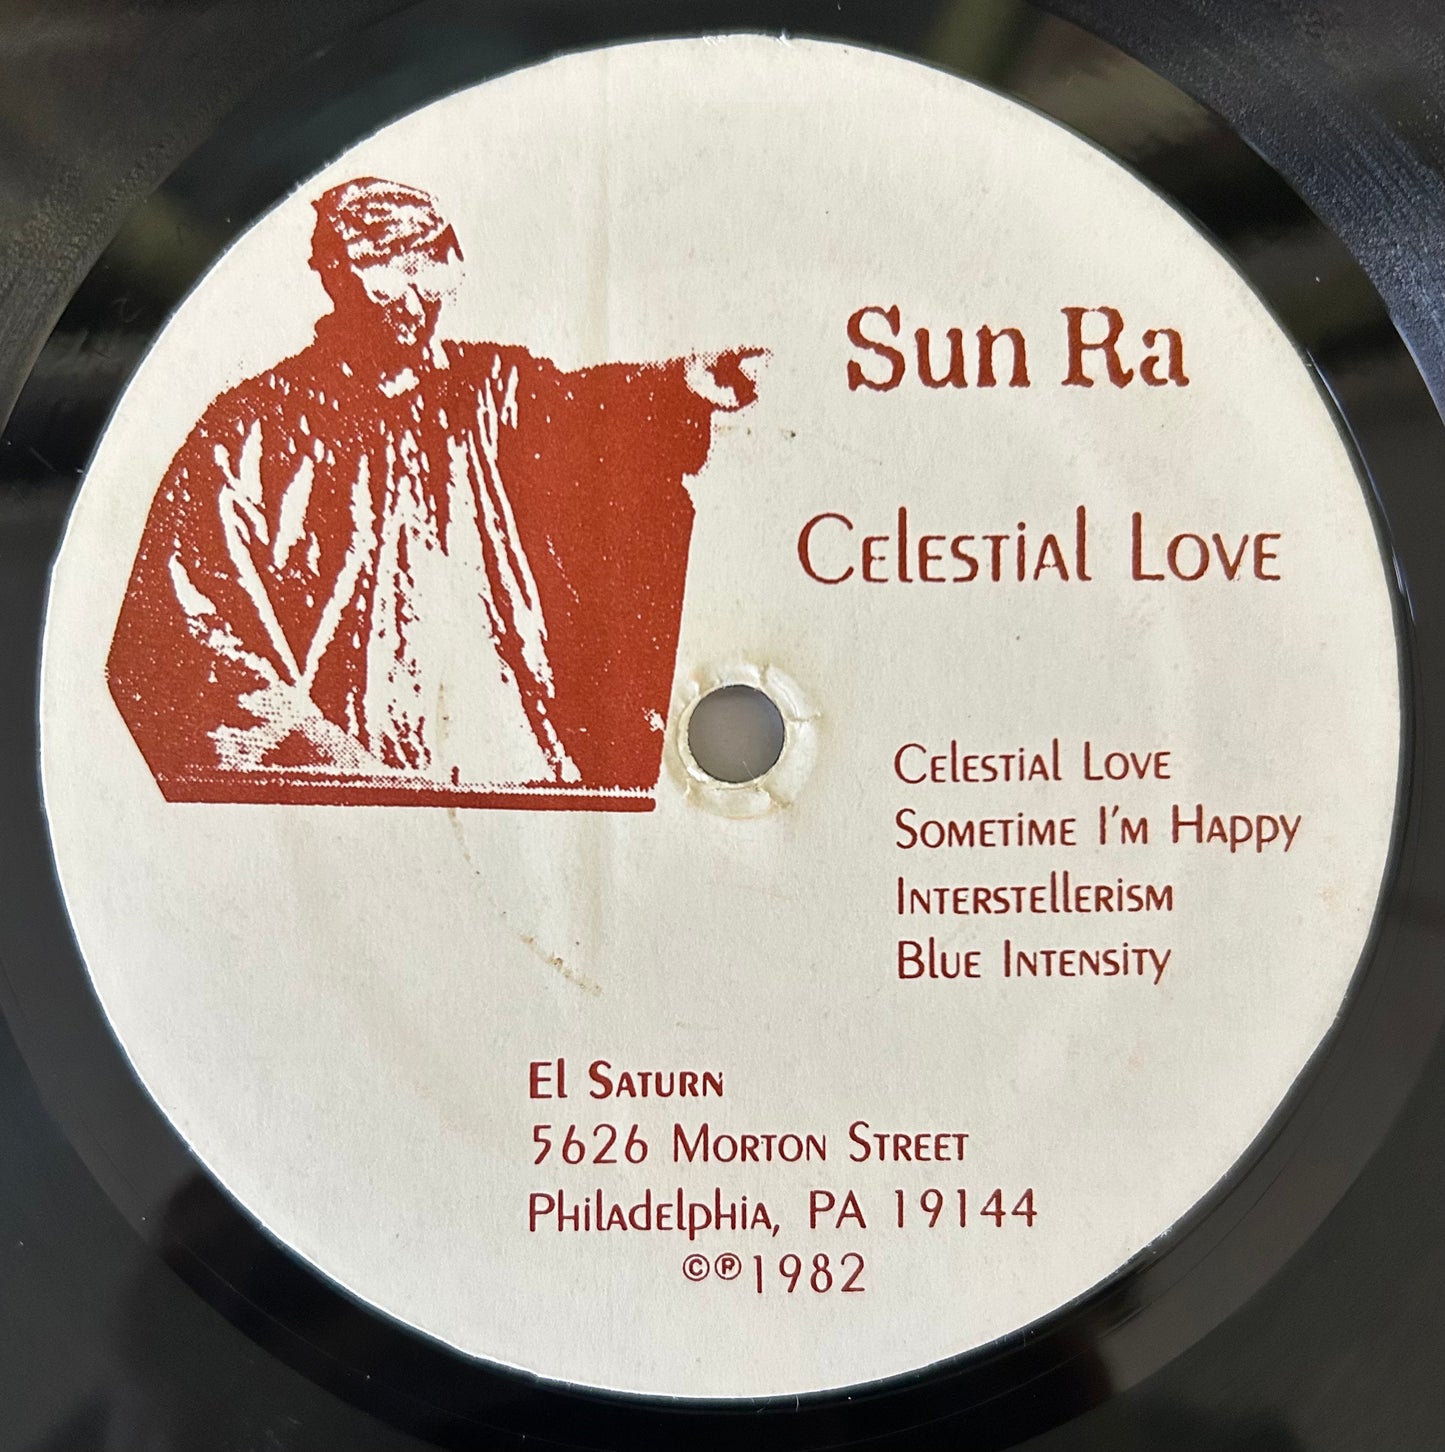 Sun Ra
Celestial Love
Celestial Love
Sometime I'm Happy
Interstellerism
Blue Intensity
El Saturn
5626 Morton Street
Philadelphia, PA 19144
©℗1982